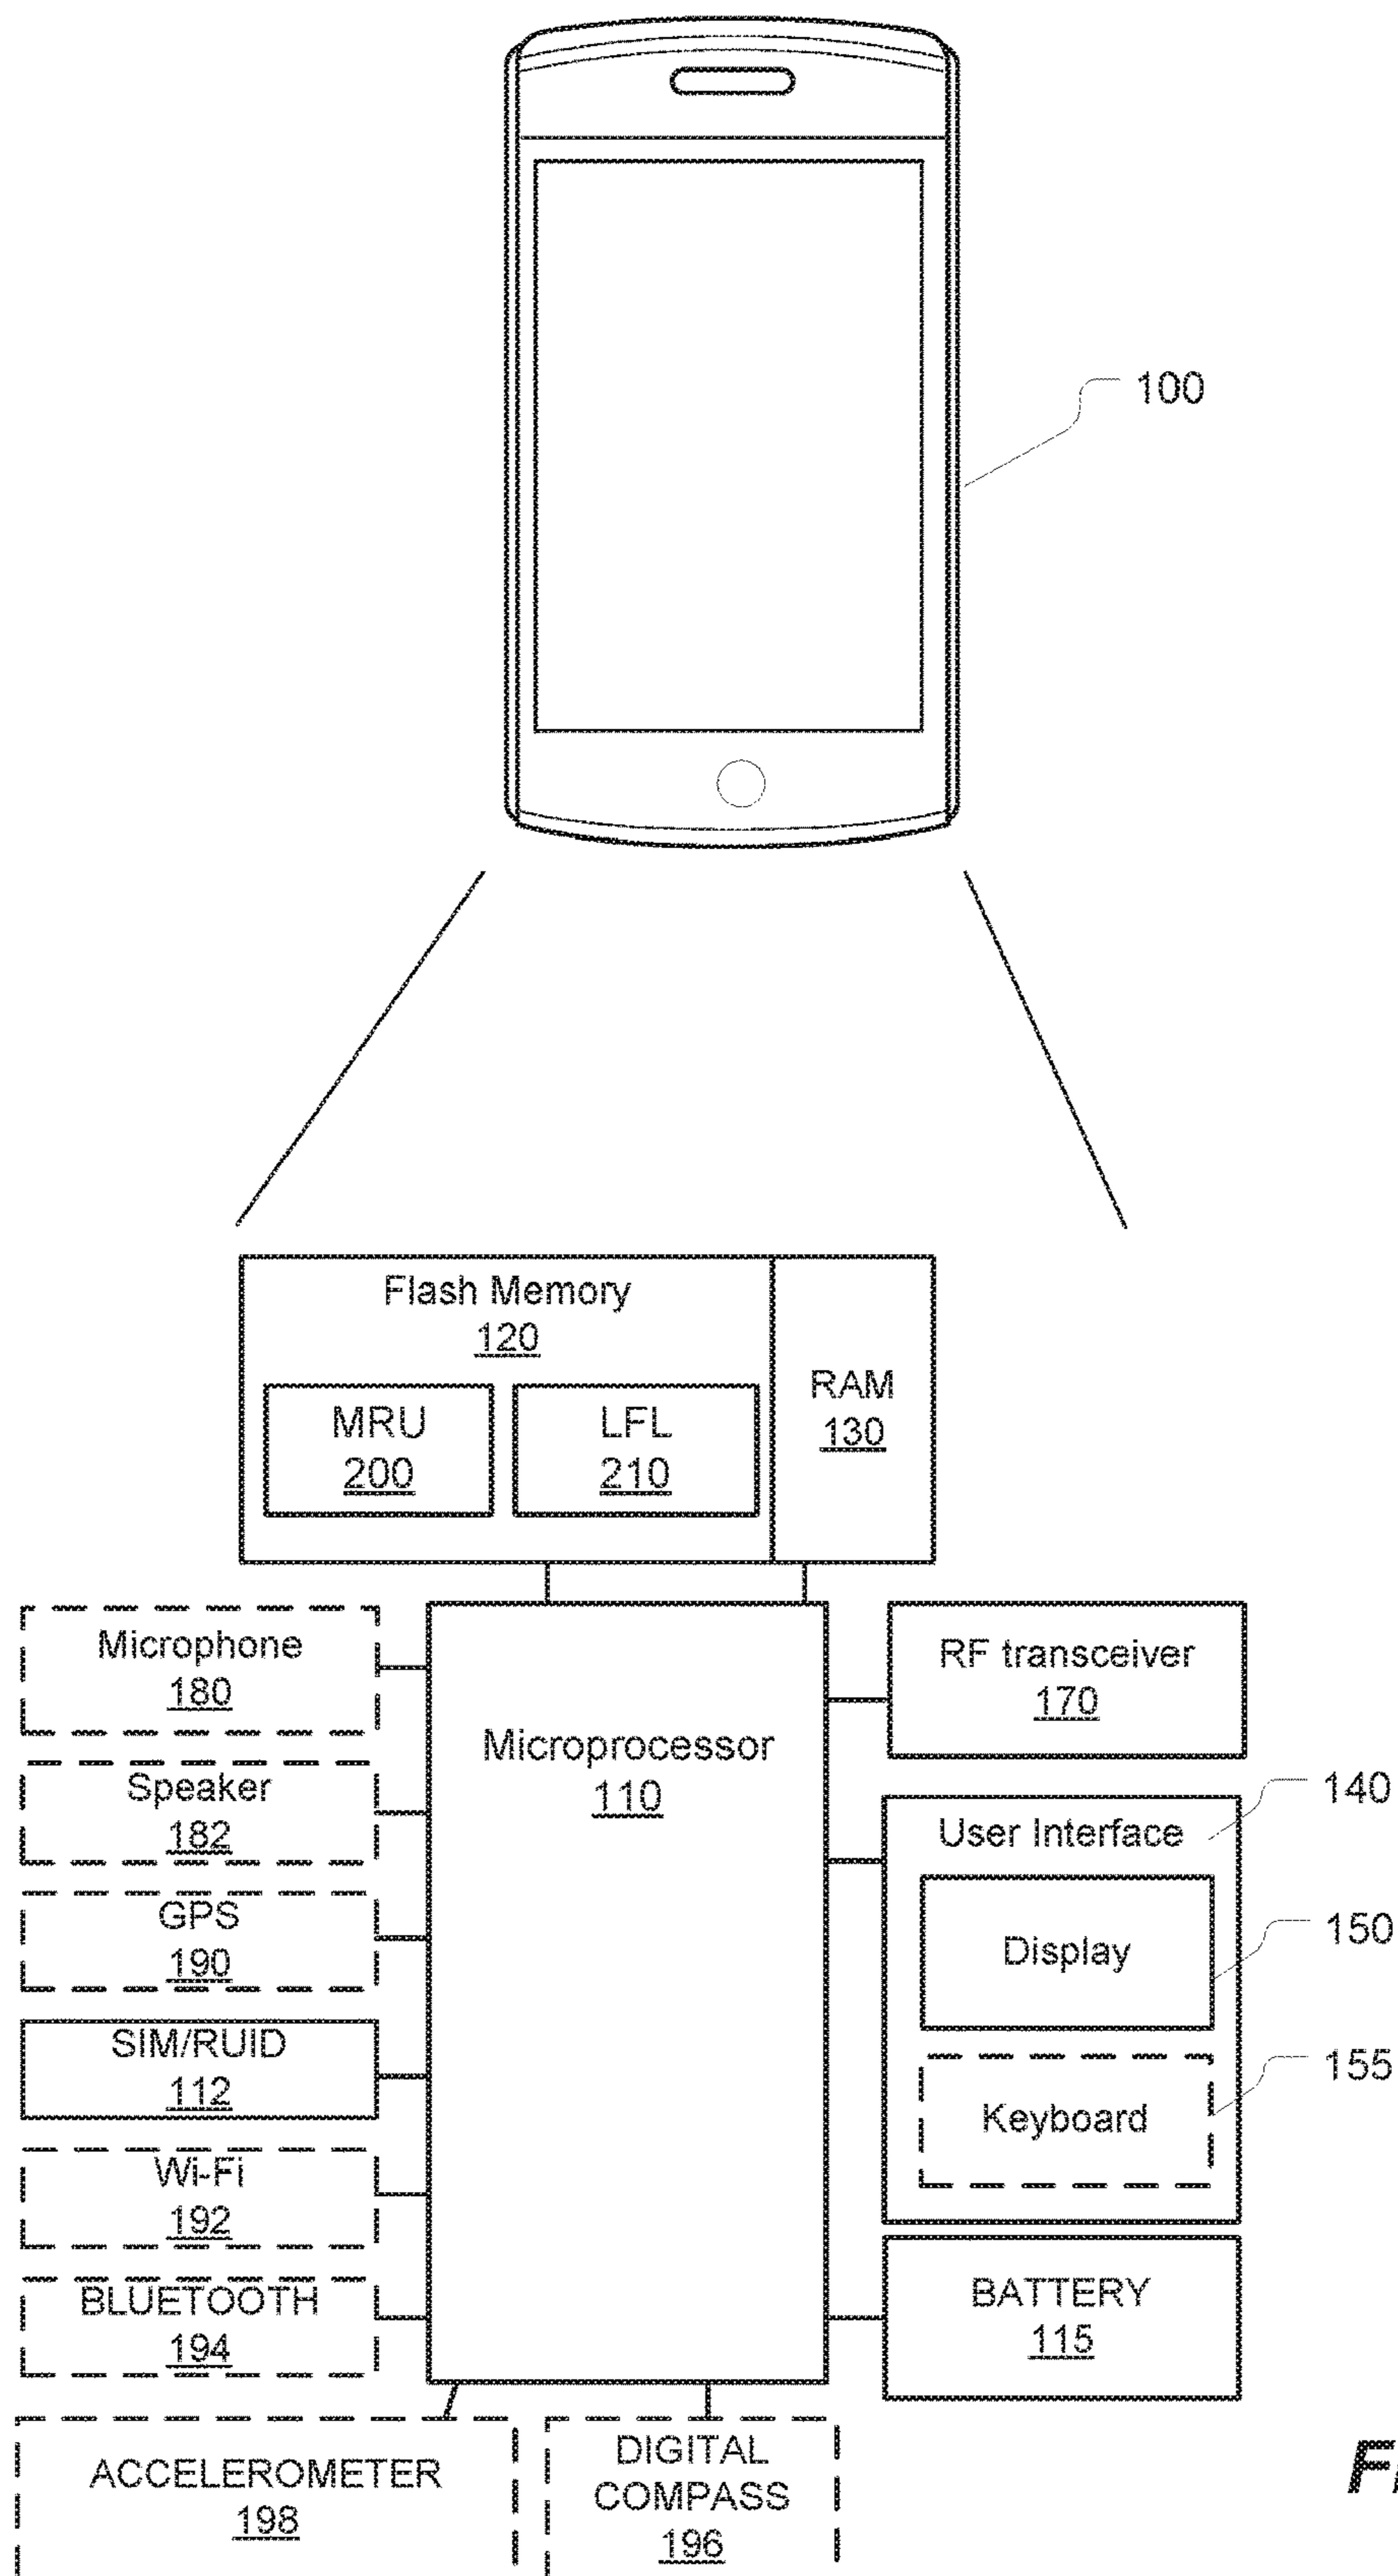 100
Flash Memory
120
MRU
200
LFL
210
RAM
130
Microphone
180
Speaker
182
GPS
190
SIM/RUID
112
Wi-Fi
192
BLUETOOTH
194
Microprocessor
110
RF transceiver
170
140
User Interface
Display
150
Keyboard
155
BATTERY
115
ACCELEROMETER
198
DIGITAL
COMPASS
196